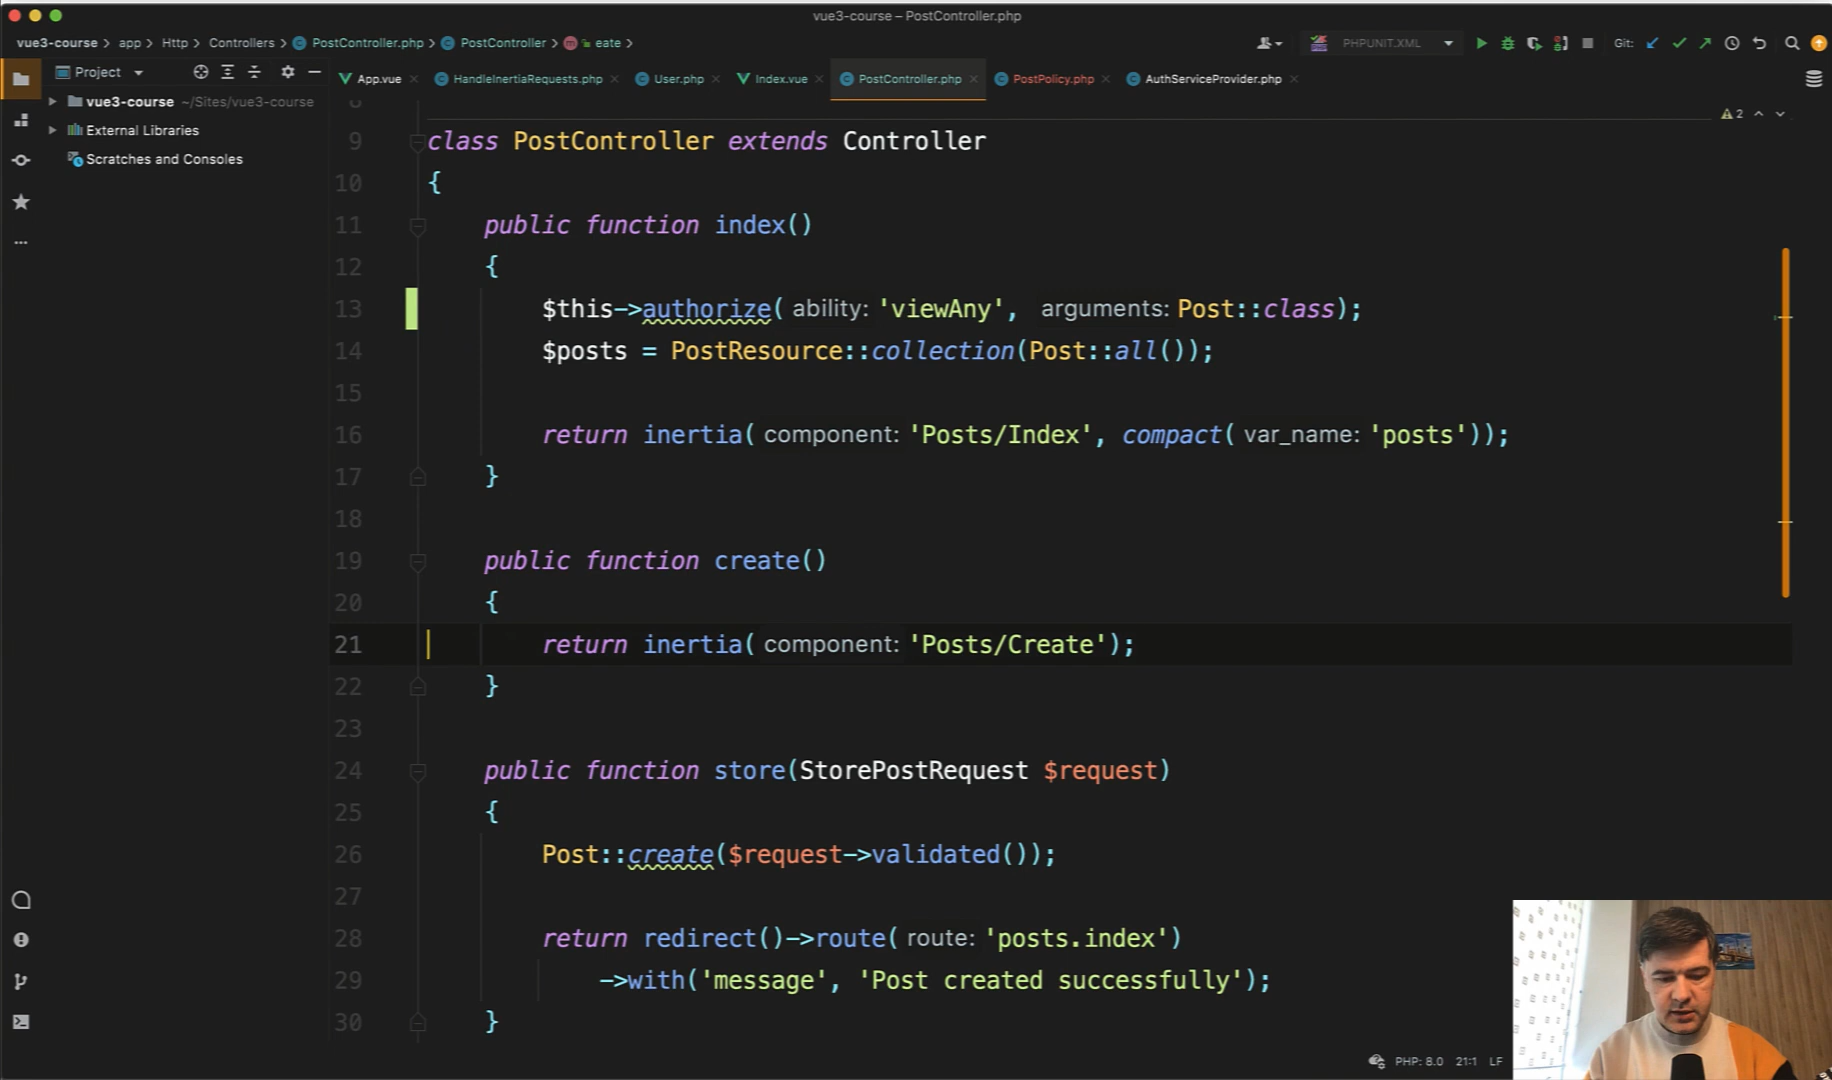 vue3-course – PostController.php
vue3-course app Http Controllers PostController.php PostController eate PHPUNIT.XML Git:
Project App.vue HandleInertiaRequests.php User.php Index.vue PostController.php PostPolicy.php AuthServiceProvider.php
vue3-course ~/Sites/vue3-course
External Libraries
Scratches and Consoles
2
9 class PostController extends Controller
10 {
11 public function index()
12 {
13 $this->authorize( ability: 'viewAny', arguments: Post::class);
14 $posts = PostResource::collection(Post::all());
15
16 return inertia( component: 'Posts/Index', compact( var_name: 'posts'));
17 }
18
19 public function create()
20 {
21 return inertia( component: 'Posts/Create');
22 }
23
24 public function store(StorePostRequest $request)
25 {
26 Post::create($request->validated());
27
28 return redirect()->route( route: 'posts.index')
29 ->with('message', 'Post created successfully');
30 }
PHP: 8.0 21:1 LF